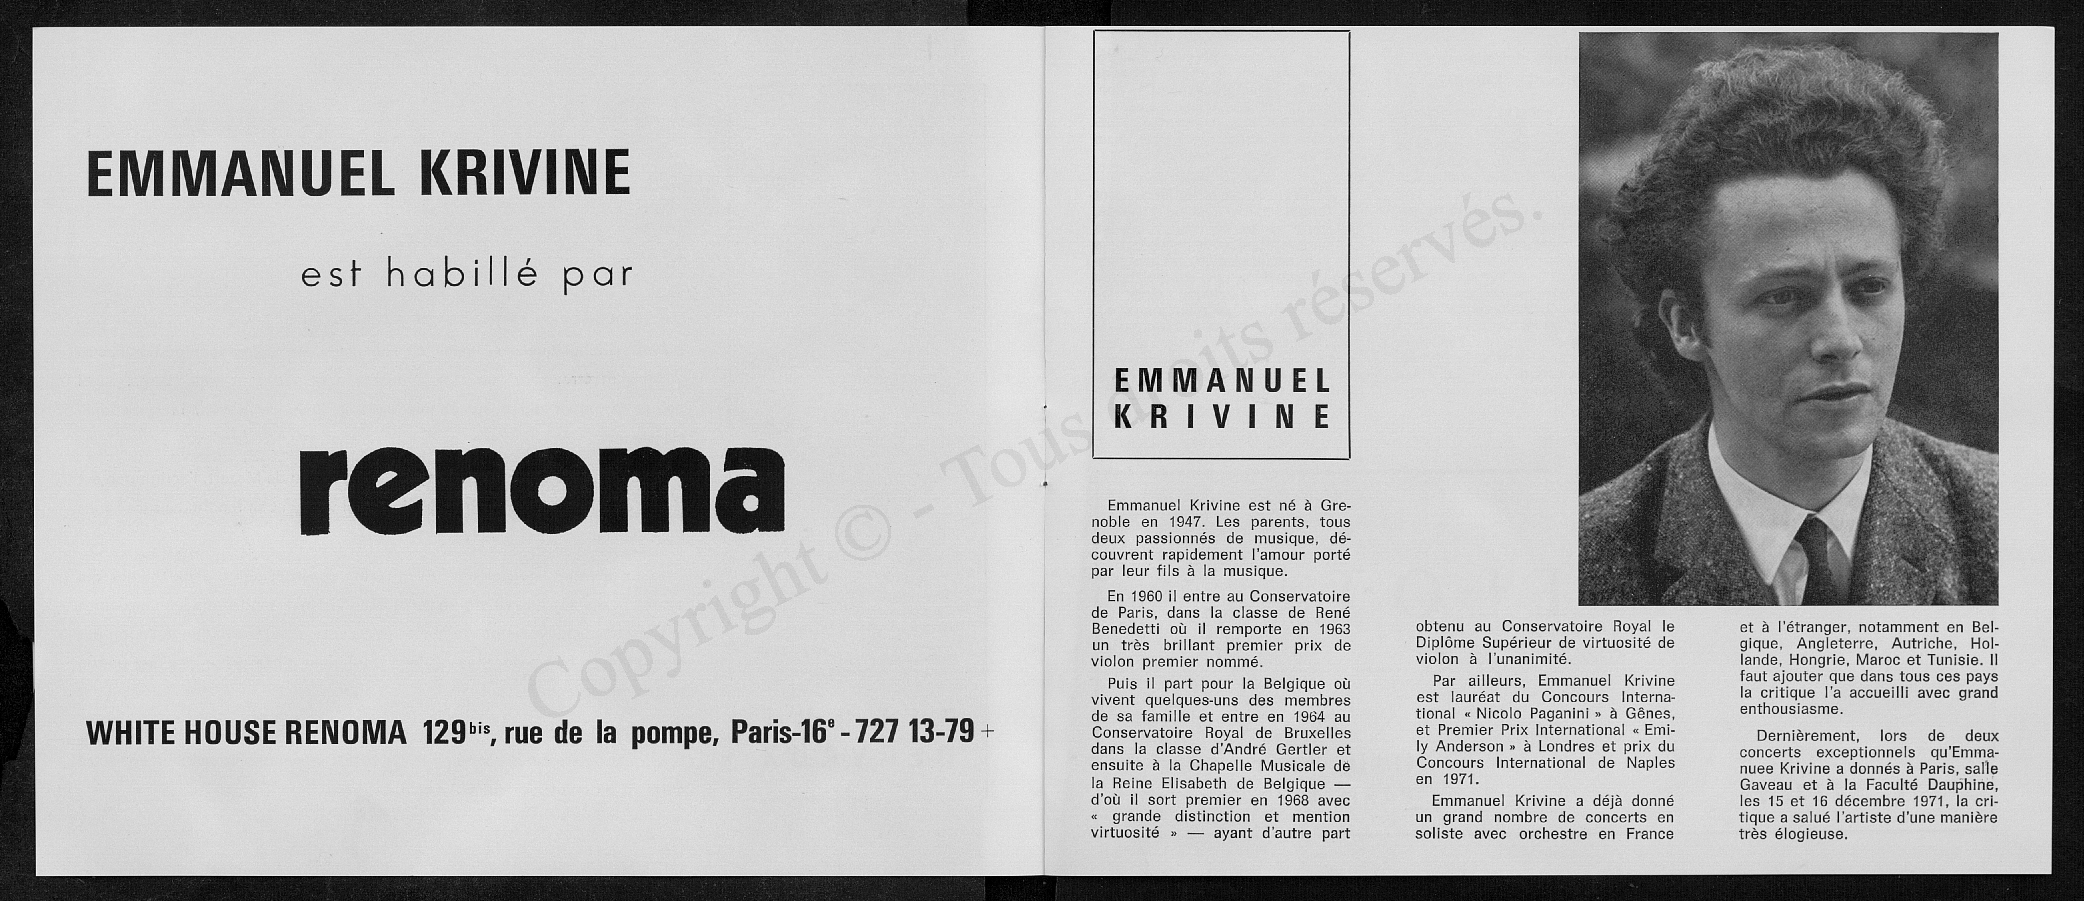 EMMANUEL KRIVINE
est habillé par
renoma
WHITE HOUSE RENOMA 129bis, rue de la pompe, Paris-16e - 727 13-79 +
EMMANUEL
KRIVINE
Emmanuel Krivine est né à Gre-
noble en 1947. Les parents, tous
deux passionnés de musique, dé-
couvrent rapidement l'amour porté
par leur fils à la musique.
En 1960 il entre au Conservatoire
de Paris, dans la classe de René
Benedetti où il remporte en 1963
un très brillant premier prix de
violon premier nommé.
Puis il part pour la Belgique où
vivent quelques-uns des membres
de sa famille et entre en 1964 au
Conservatoire Royal de Bruxelles
dans la classe d'André Gertler et
ensuite à la Chapelle Musicale de
la Reine Elisabeth de Belgique —
d'où il sort premier en 1968 avec
« grande distinction et mention
virtuosité » — ayant d'autre part
obtenu au Conservatoire Royal le
Diplôme Supérieur de virtuosité de
violon à l'unanimité.
Par ailleurs, Emmanuel Krivine
est lauréat du Concours Interna-
tional « Nicolo Paganini » à Gênes,
et Premier Prix International « Emi-
ly Anderson » à Londres et prix du
Concours International de Naples
en 1971.
Emmanuel Krivine a déjà donné
un grand nombre de concerts en
soliste avec orchestre en France
et à l'étranger, notamment en Bel-
gique, Angleterre, Autriche, Hol-
lande, Hongrie, Maroc et Tunisie. Il
faut ajouter que dans tous ces pays
la critique l'a accueilli avec grand
enthousiasme.
Dernièrement, lors de deux
concerts exceptionnels qu'Emma-
nuee Krivine a donnés à Paris, salle
Gaveau et à la Faculté Dauphine,
les 15 et 16 décembre 1971, la cri-
tique a salué l'artiste d'une manière
très élogieuse.
Copyright © - Tous droits réservés.